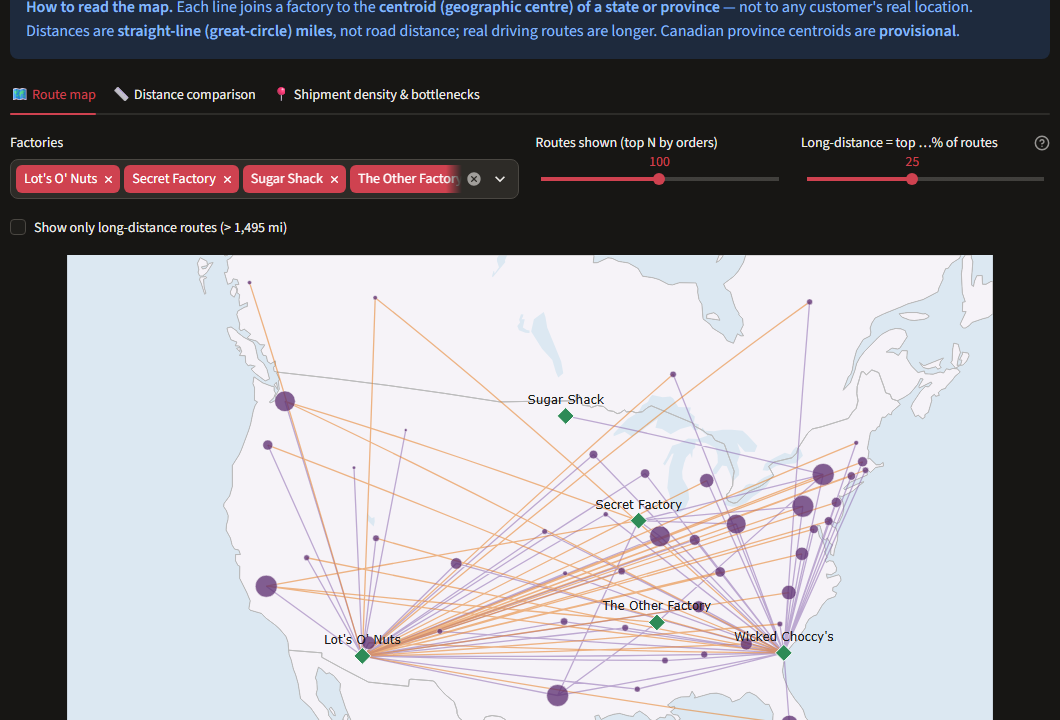 How to read the map. Each line joins a factory to the centroid (geographic centre) of a state or province — not to any customer's real location.
Distances are straight-line (great-circle) miles, not road distance; real driving routes are longer. Canadian province centroids are provisional.
Route map Distance comparison Shipment density & bottlenecks
Factories
Routes shown (top N by orders)
Long-distance = top …% of routes
100
25
Lot's O' Nuts × Secret Factory × Sugar Shack × The Other Factory
Show only long-distance routes (> 1,495 mi)
Sugar Shack
Secret Factory
The Other Factory
Lot's O' Nuts
Wicked Choccy's